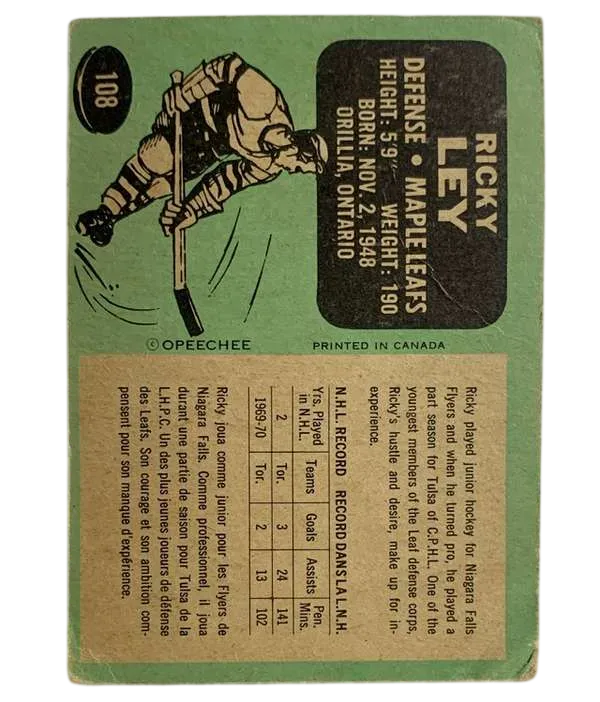 RICKY
LEY
DEFENSE • MAPLE LEAFS
HEIGHT: 5'9" WEIGHT: 190
BORN: NOV. 2, 1948
ORILLIA, ONTARIO
108
© OPEECHEE
PRINTED IN CANADA
Ricky played junior hockey for Niagara Falls
Flyers and when he turned pro, he played a
part season for Tulsa of C.P.H.L. One of the
youngest members of the Leaf defense corps,
Ricky's hustle and desire, make up for in-
experience.
N.H.L. RECORD RECORD DANS LA L.N.H.
Yrs. Played in N.H.L. Teams Goals Assists Pen. Mins.
2 Tor. 3 24 141
1969-70 Tor. 2 13 102
Ricky joua comme junior pour les Flyers de
Niagara Falls. Comme professionnel, il joua
durant une partie de saison pour Tulsa de la
L.H.P.C. Un des plus jeunes joueurs de défense
des Leafs. Son courage et son ambition com-
pensent pour son manque d'expérience.